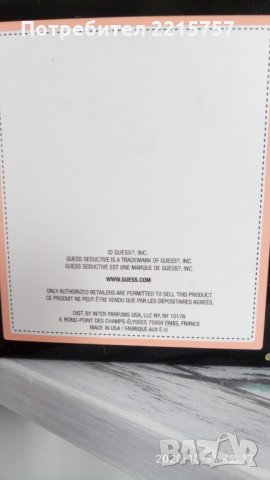 Потребител 2215757
© GUESS?, INC.
GUESS SEDUCTIVE IS A TRADEMARK OF GUESS?, INC.
GUESS SEDUCTIVE EST UNE MARQUE DE GUESS?, INC.
WWW.GUESS.COM
ONLY AUTHORIZED RETAILERS ARE PERMITTED TO SELL THIS PRODUCT.
CE PRODUIT NE PEUT ÊTRE VENDU QUE PAR LES DÉPOSITAIRES AGRÉÉS.
DIST. BY INTER PARFUMS USA, LLC NY, NY 10176
4, ROND-POINT DES CHAMPS-ÉLYSÉES 75008 PARIS, FRANCE
MADE IN USA / FABRIQUÉ AUX É-U
bazar